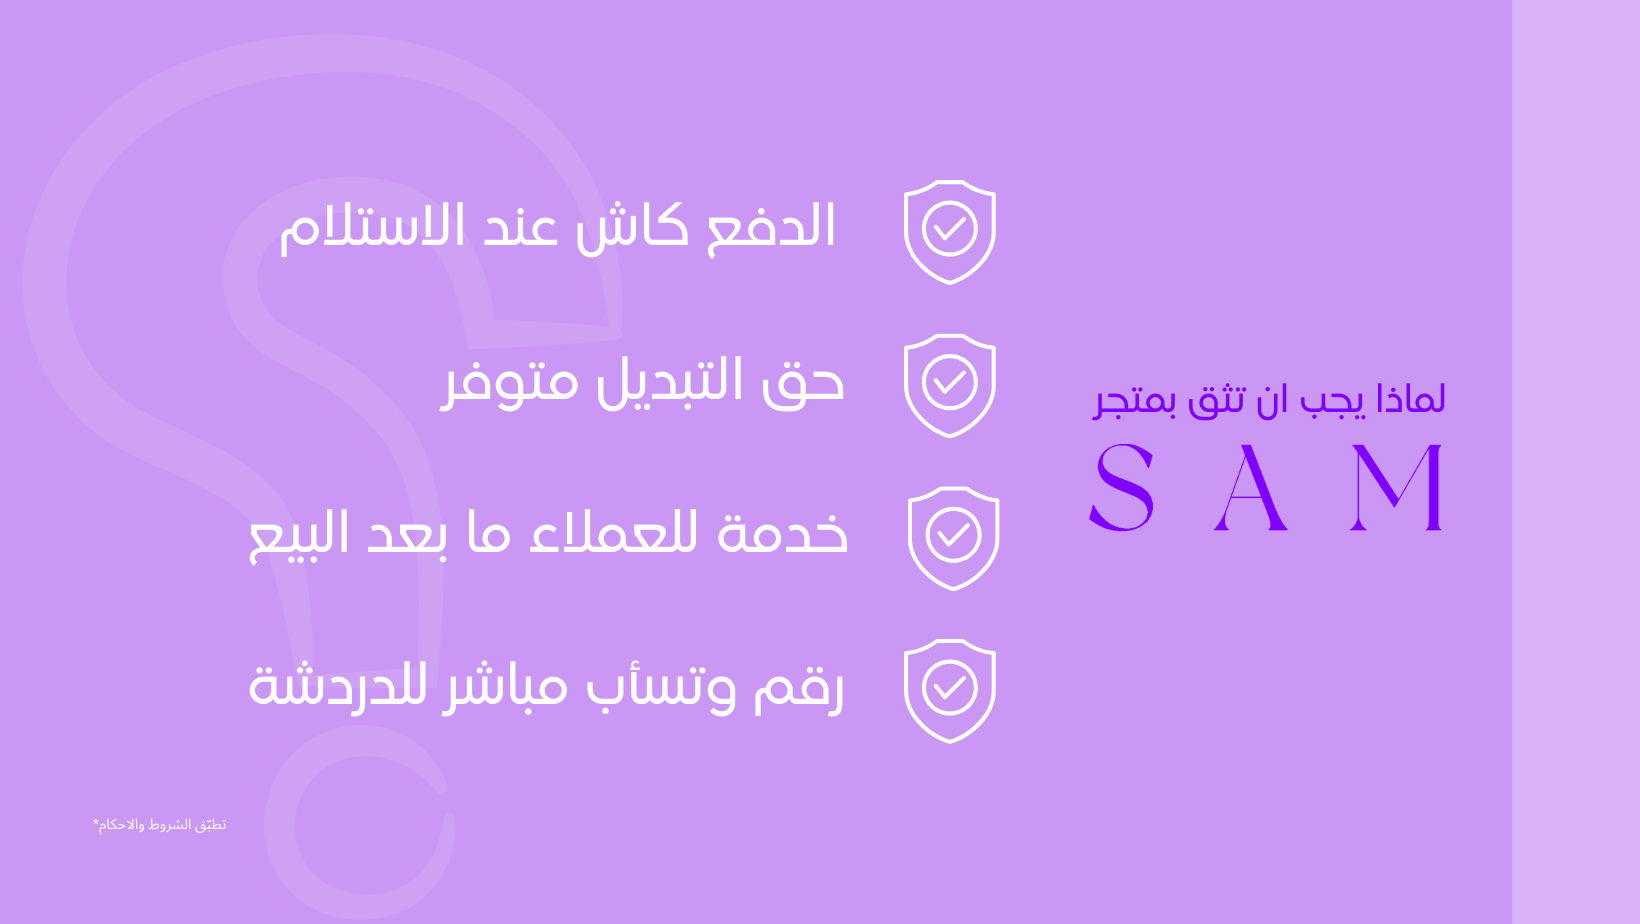 لماذا يجب ان تثق بمتجر
SAM
الدفع كاش عند الاستلام
حق التبديل متوفر
خدمة للعملاء ما بعد البيع
رقم وتسأب مباشر للدردشة
تطبّق الشروط والاحكام*